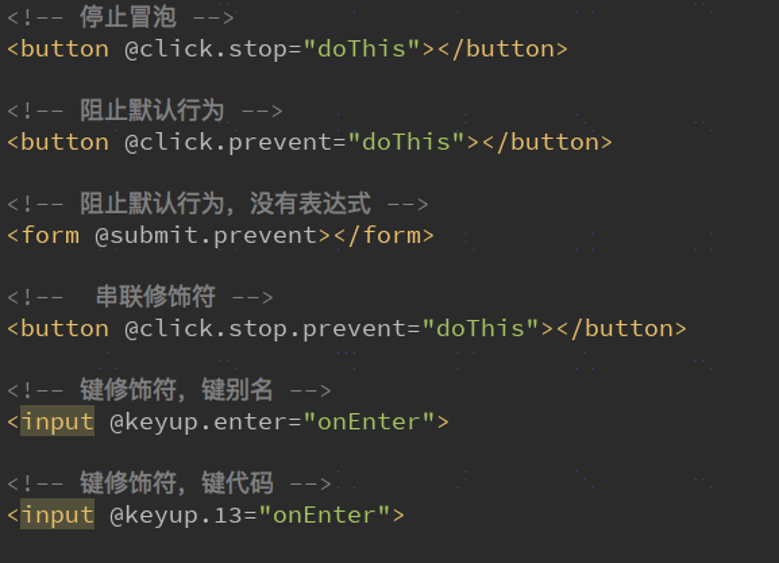 <!-- 停止冒泡 -->
<button @click.stop="doThis"></button>
<!-- 阻止默认行为 -->
<button @click.prevent="doThis"></button>
<!-- 阻止默认行为，没有表达式 -->
<form @submit.prevent></form>
<!--  串联修饰符 -->
<button @click.stop.prevent="doThis"></button>
<!-- 键修饰符，键别名 -->
<input @keyup.enter="onEnter">
<!-- 键修饰符，键代码 -->
<input @keyup.13="onEnter">